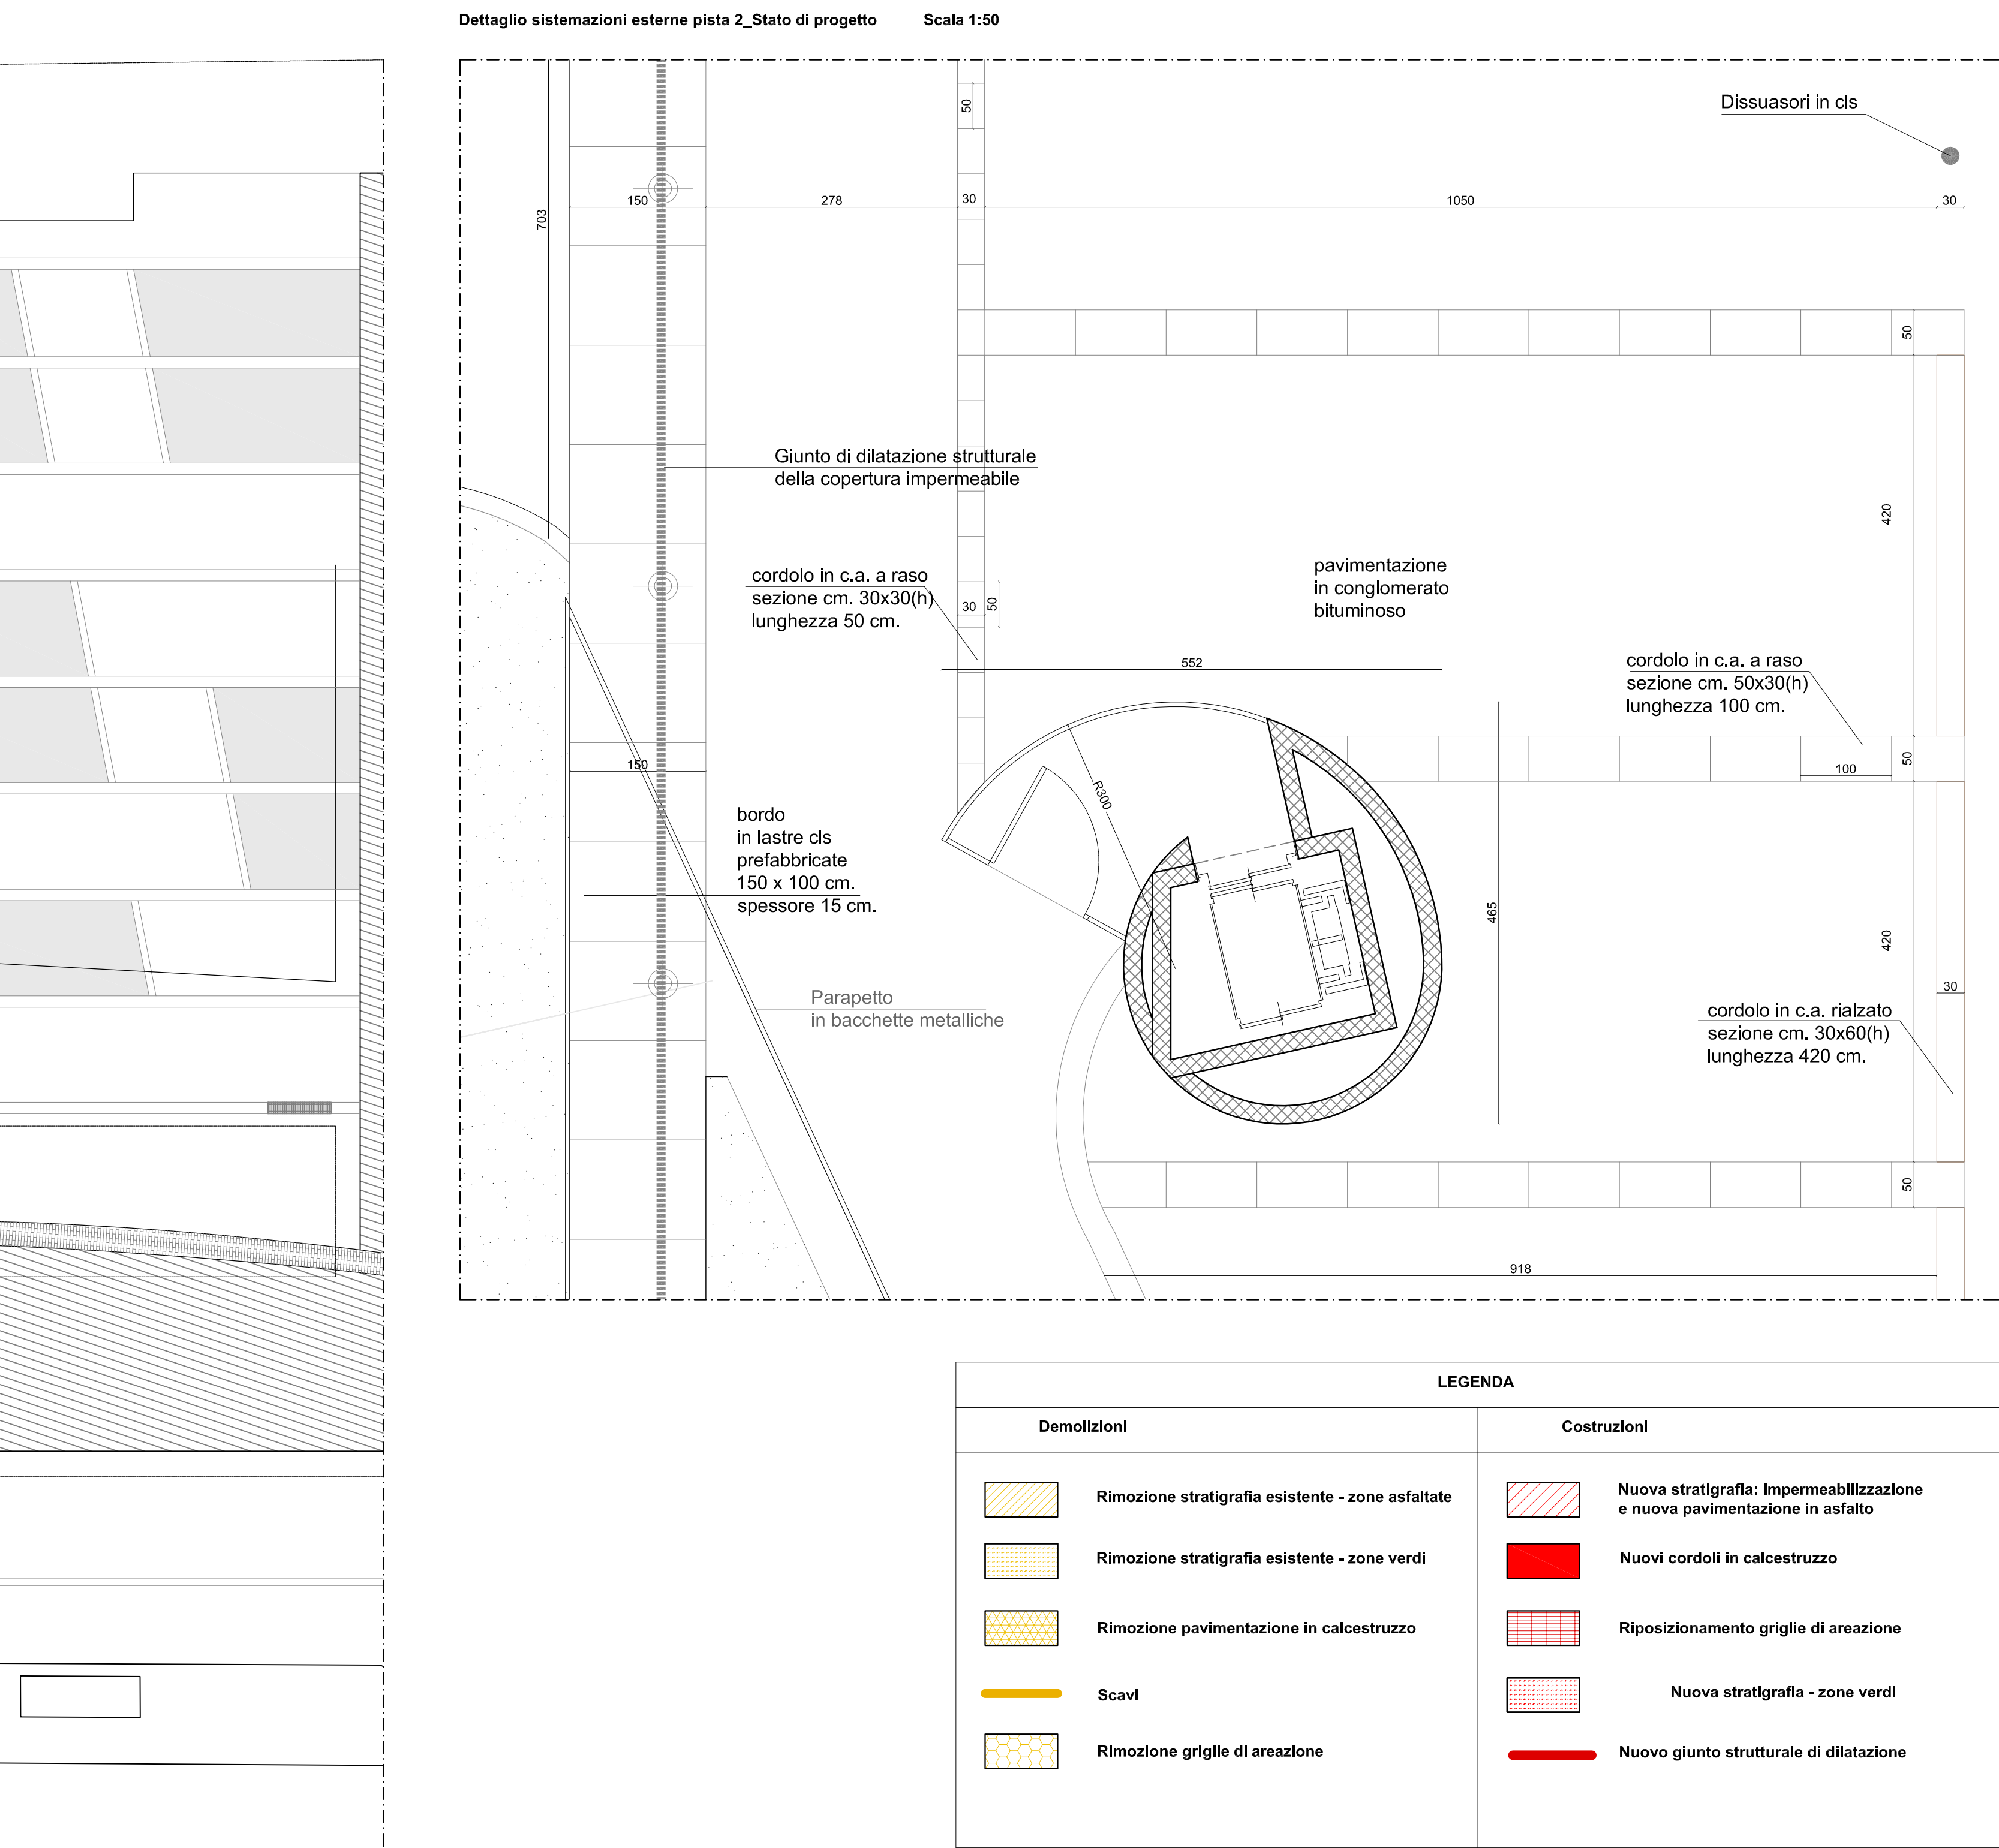 Dettaglio sistemazioni esterne pista 2_Stato di progetto Scala 1:50
Dissuasori in cls
50
703
150
278
30
1050
30
50
Giunto di dilatazione strutturale
della copertura impermeabile
420
cordolo in c.a. a raso
sezione cm. 30x30(h)
lunghezza 50 cm.
30
50
pavimentazione
in conglomerato
bituminoso
552
cordolo in c.a. a raso
sezione cm. 50x30(h)
lunghezza 100 cm.
150
100
50
R300
bordo
in lastre cls
prefabbricate
150 x 100 cm.
spessore 15 cm.
465
420
Parapetto
in bacchette metalliche
30
cordolo in c.a. rialzato
sezione cm. 30x60(h)
lunghezza 420 cm.
50
918
LEGENDA
Demolizioni
Costruzioni
Rimozione stratigrafia esistente - zone asfaltate
Rimozione stratigrafia esistente - zone verdi
Rimozione pavimentazione in calcestruzzo
Scavi
Rimozione griglie di areazione
Nuova stratigrafia: impermeabilizzazione
e nuova pavimentazione in asfalto
Nuovi cordoli in calcestruzzo
Riposizionamento griglie di areazione
Nuova stratigrafia - zone verdi
Nuovo giunto strutturale di dilatazione